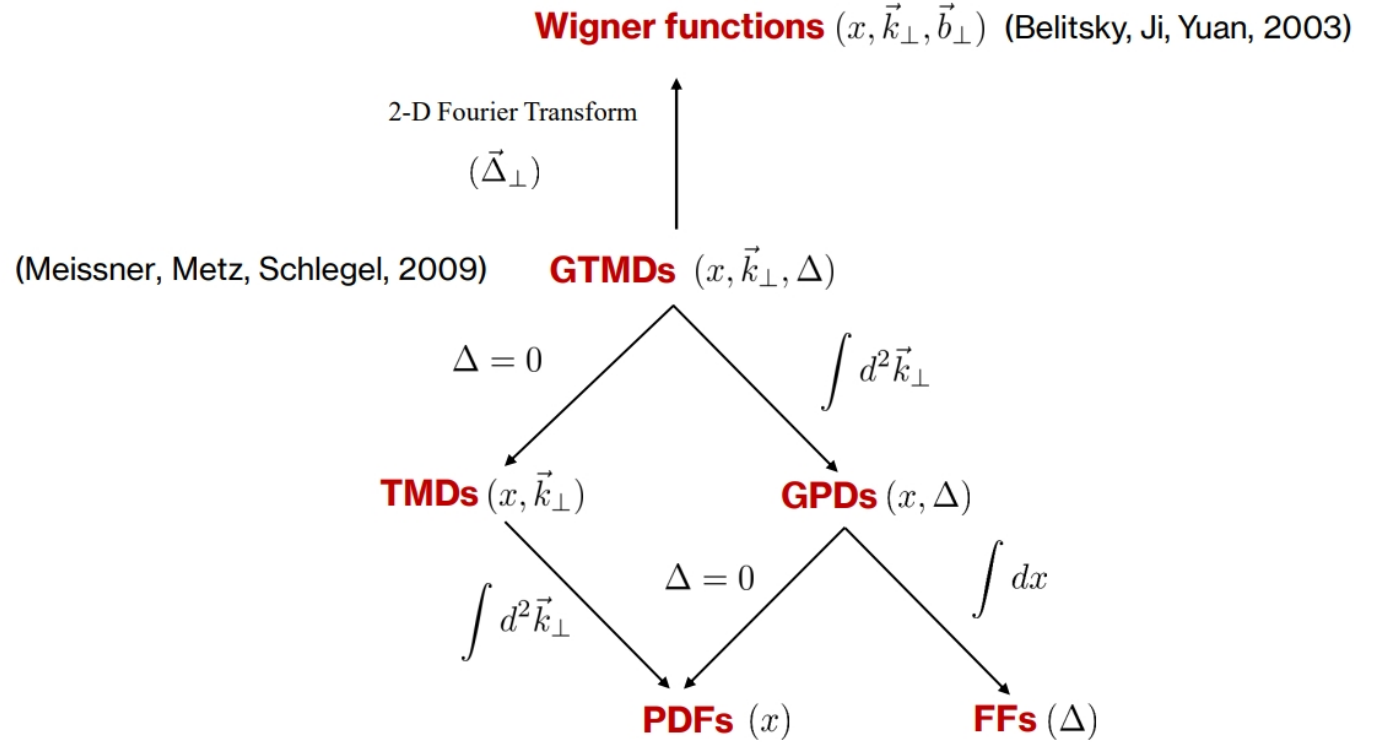 Wigner functions (x, k⃗⊥, b⃗⊥) (Belitsky, Ji, Yuan, 2003)
2-D Fourier Transform
(Δ⃗⊥)
(Meissner, Metz, Schlegel, 2009) GTMDs (x, k⃗⊥, Δ)
Δ = 0
∫ d²k⃗⊥
TMDs (x, k⃗⊥)
GPDs (x, Δ)
Δ = 0
∫ dx
∫ d²k⃗⊥
PDFs (x)
FFs (Δ)